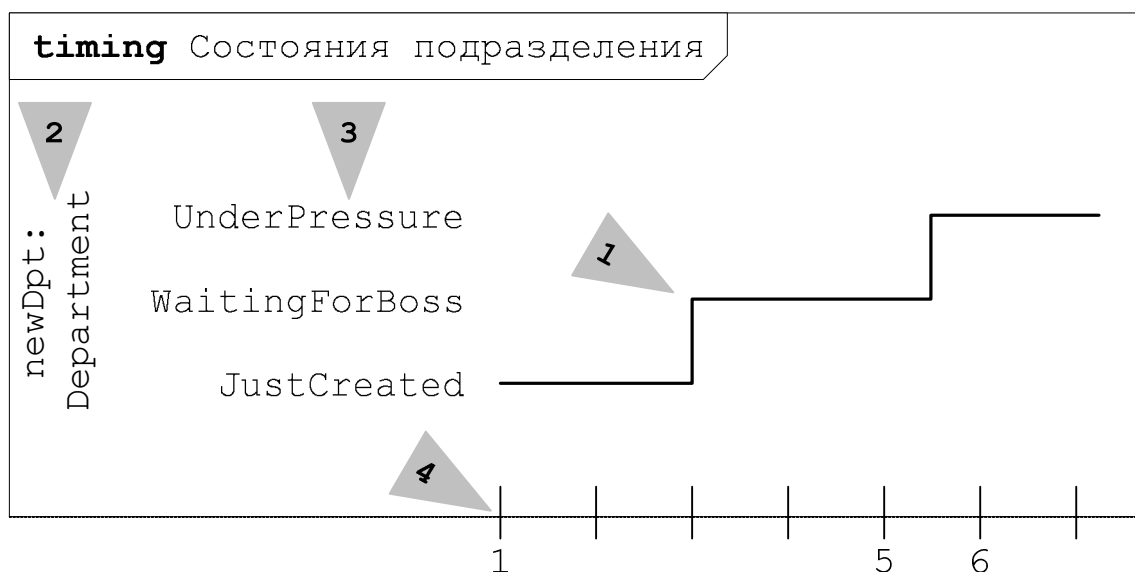 timing Состояния подразделения
2
3
newDpt:
Department
UnderPressure
1
WaitingForBoss
JustCreated
4
1 5 6